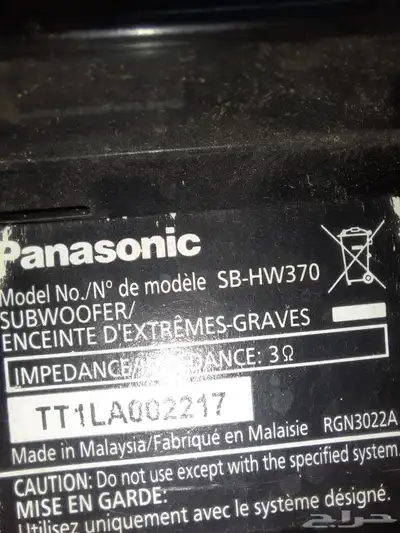 Panasonic
Model No./Nº de modèle SB-HW370
SUBWOOFER/
ENCEINTE D'EXTRÊMES-GRAVES
IMPEDANCE/ DANCE: 3Ω
TT1LA002217
Made in Malaysia/Fabriqué en Malaisie RGN3022A
CAUTION: Do not use except with the specified system.
MISE EN GARDE:
Utilisez uniquement avec le système désigné.
حراج